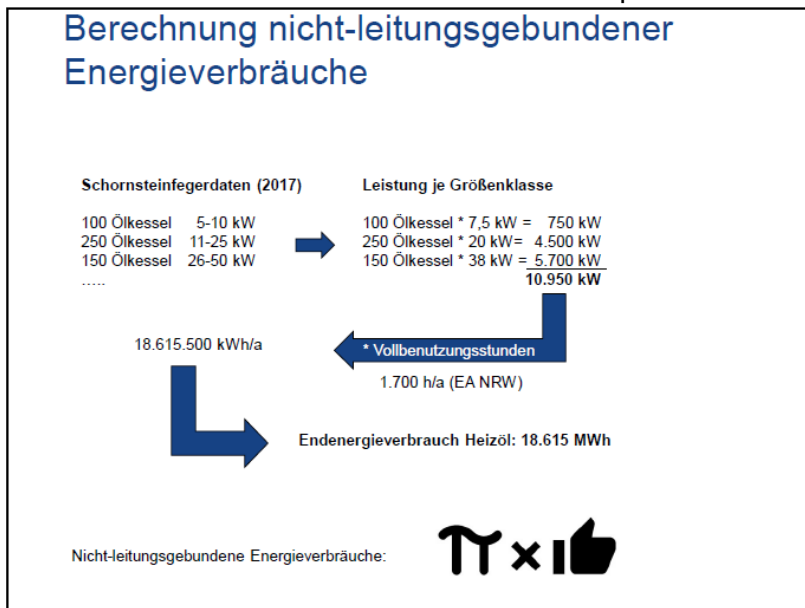 Berechnung nicht-leitungsgebundener
Energieverbräuche
Schornsteinfegerdaten (2017)
100 Ölkessel 5-10 kW
250 Ölkessel 11-25 kW
150 Ölkessel 26-50 kW
.....
Leistung je Größenklasse
100 Ölkessel * 7,5 kW = 750 kW
250 Ölkessel * 20 kW= 4.500 kW
150 Ölkessel * 38 kW = 5.700 kW
10.950 kW
* Vollbenutzungsstunden
1.700 h/a (EA NRW)
18.615.500 kWh/a
Endenergieverbrauch Heizöl: 18.615 MWh
Nicht-leitungsgebundene Energieverbräuche:
π ×